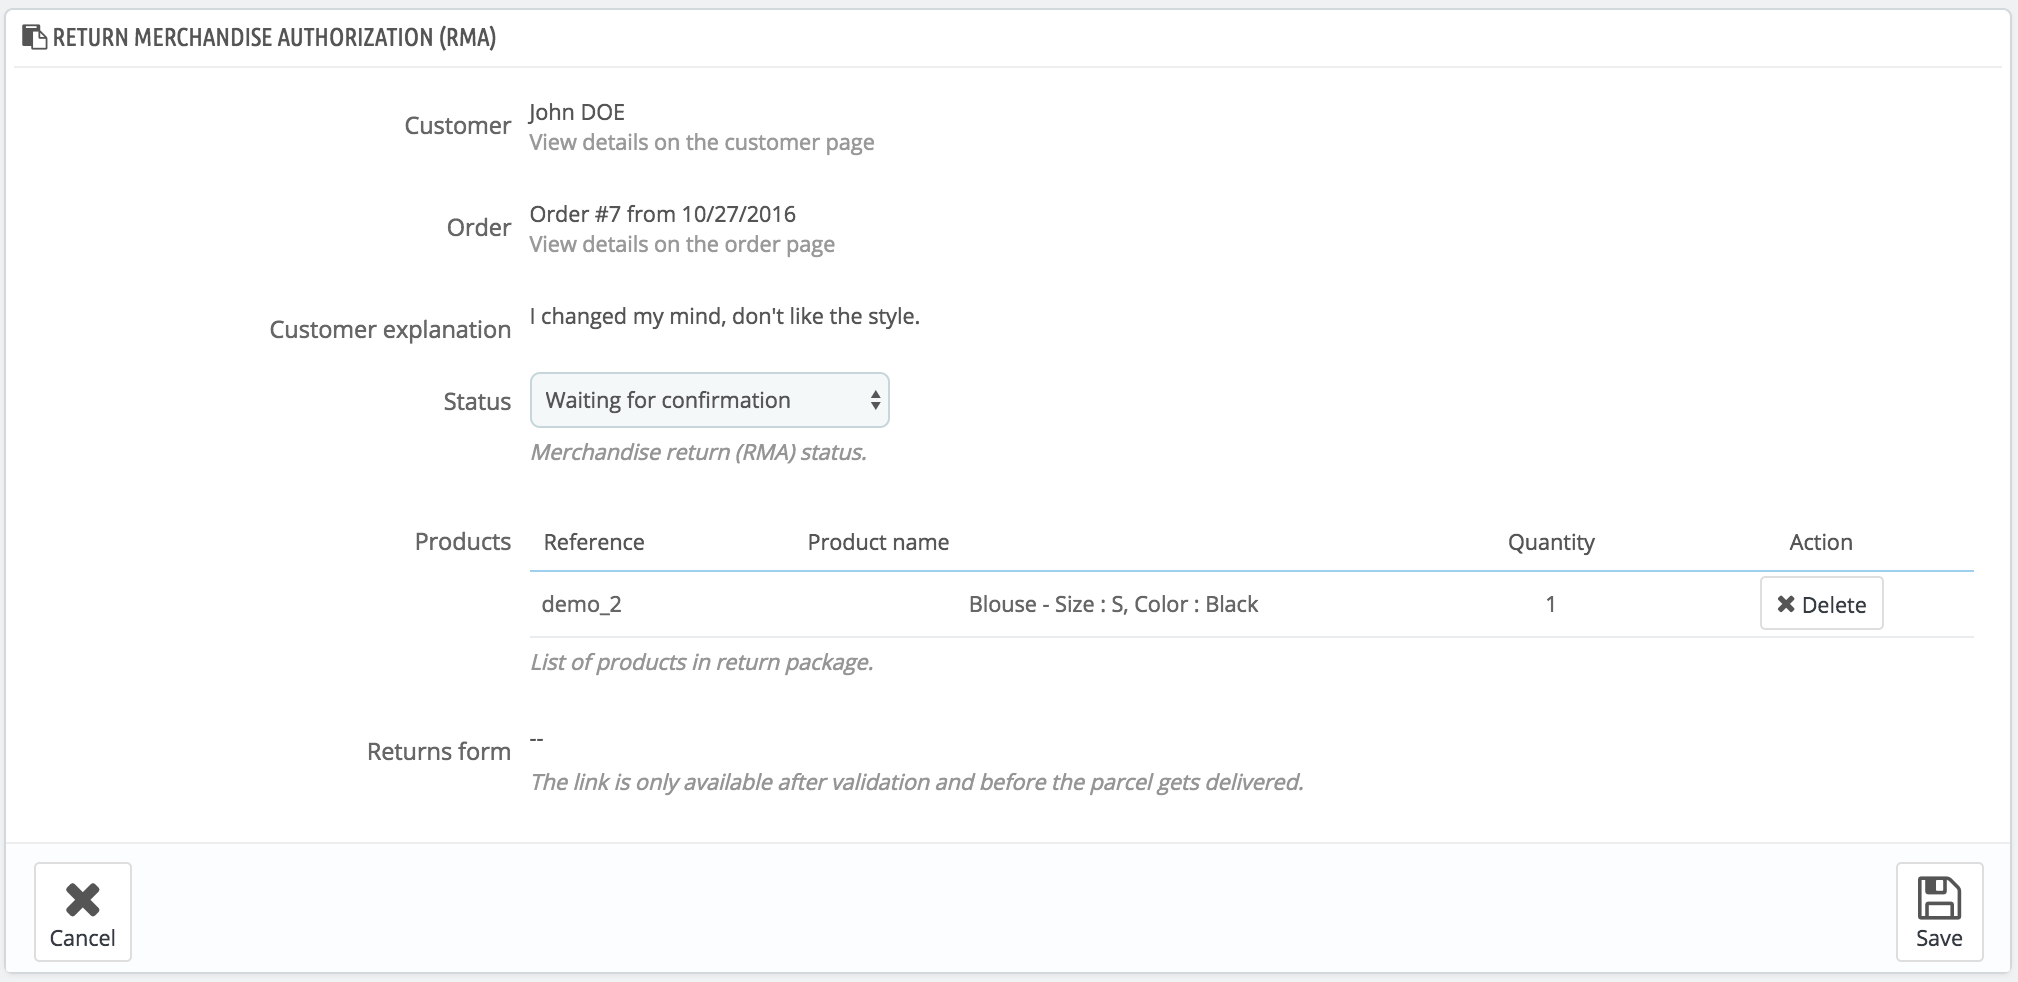 RETURN MERCHANDISE AUTHORIZATION (RMA)
Customer
John DOE
View details on the customer page
Order
Order #7 from 10/27/2016
View details on the order page
Customer explanation
I changed my mind, don't like the style.
Status
Waiting for confirmation
Merchandise return (RMA) status.
Products
Reference Product name Quantity Action
demo_2 Blouse - Size : S, Color : Black 1 Delete
List of products in return package.
Returns form
--
The link is only available after validation and before the parcel gets delivered.
Cancel
Save